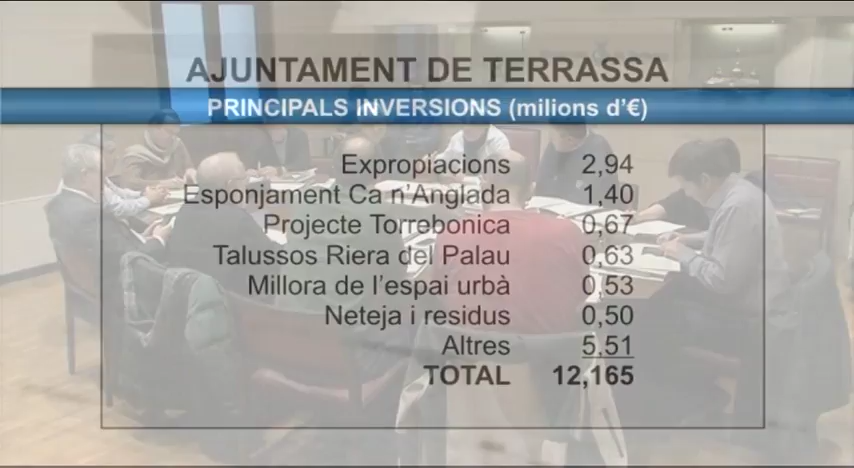 AJUNTAMENT DE TERRASSA
PRINCIPALS INVERSIONS (milions d'€)
Expropiacions 2,94
Esponjament Ca n'Anglada 1,40
Projecte Torrebonica 0,67
Talussos Riera del Palau 0,63
Millora de l'espai urbà 0,53
Neteja i residus 0,50
Altres 5,51
TOTAL 12,165